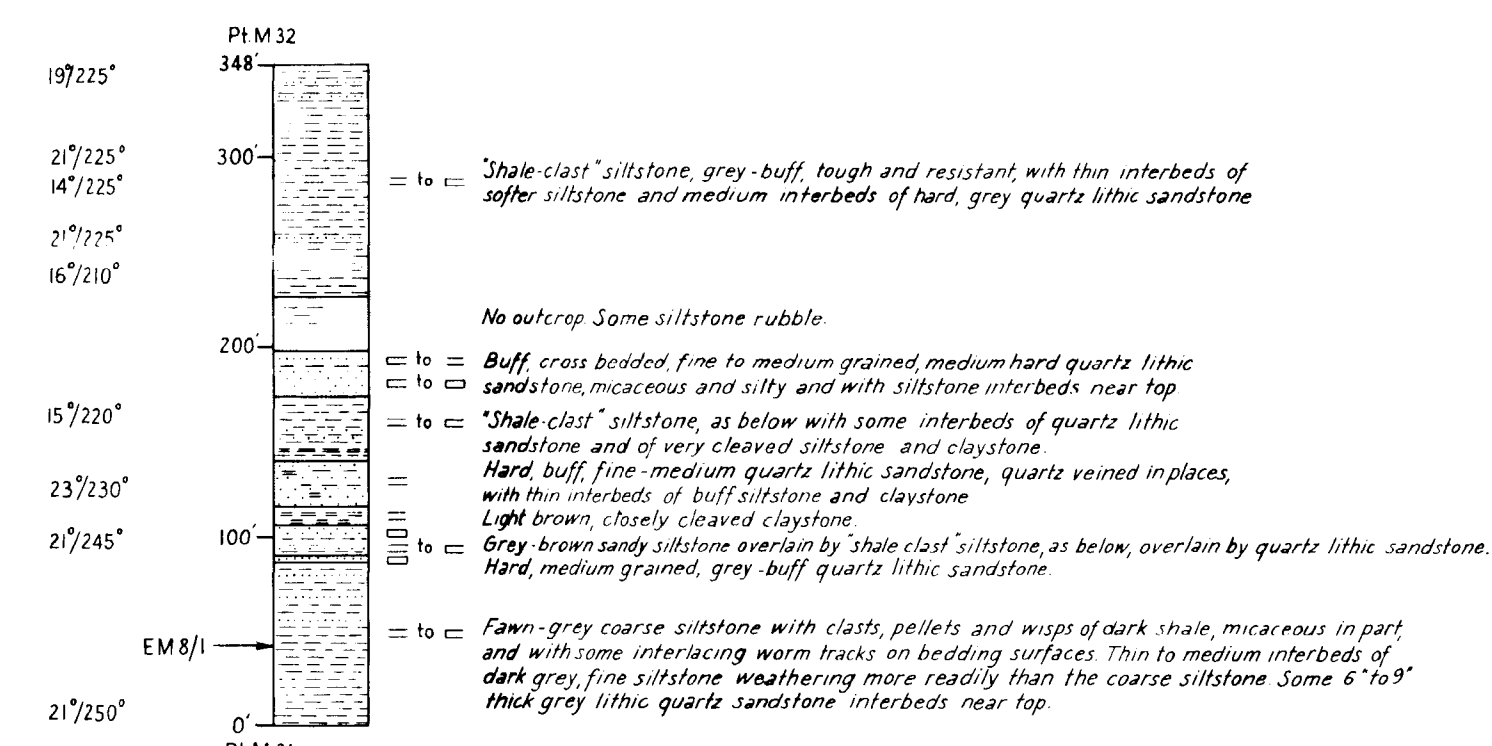 Pt. M 32
348'
19°/225°
21°/225°
300'
14°/225°
= to ▭ "Shale-clast" siltstone, grey-buff, tough and resistant, with thin interbeds of
softer siltstone and medium interbeds of hard, grey quartz lithic sandstone
21°/225°
16°/210°
No outcrop. Some siltstone rubble.
200'
▭ to = Buff, cross bedded, fine to medium grained, medium hard quartz lithic
▭ to ▭ sandstone, micaceous and silty and with siltstone interbeds near top.
15°/220°
= to ▭ "Shale-clast" siltstone, as below with some interbeds of quartz lithic
sandstone and of very cleaved siltstone and claystone.
Hard, buff, fine-medium quartz lithic sandstone, quartz veined in places,
23°/230°
with thin interbeds of buff siltstone and claystone
Light brown, closely cleaved claystone.
21°/245°
100'
to Grey-brown sandy siltstone overlain by "shale clast" siltstone, as below, overlain by quartz lithic sandstone.
Hard, medium grained, grey-buff quartz lithic sandstone.
EM 8/1
= to ▭ Fawn-grey coarse siltstone with clasts, pellets and wisps of dark shale, micaceous in part,
and with some interlacing worm tracks on bedding surfaces. Thin to medium interbeds of
dark grey, fine siltstone weathering more readily than the coarse siltstone. Some 6" to 9"
thick grey lithic quartz sandstone interbeds near top.
21°/250°
0'